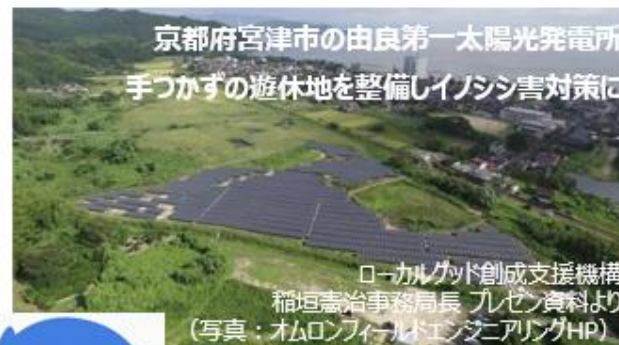 京都府宮津市の由良第一太陽光発電所
手つかずの遊休地を整備しイノシシ害対策に
ローカルグッド創成支援機構
稲垣憲治事務局長 プレゼン資料より
(写真：オムロンフィールドエンジニアリングHP)